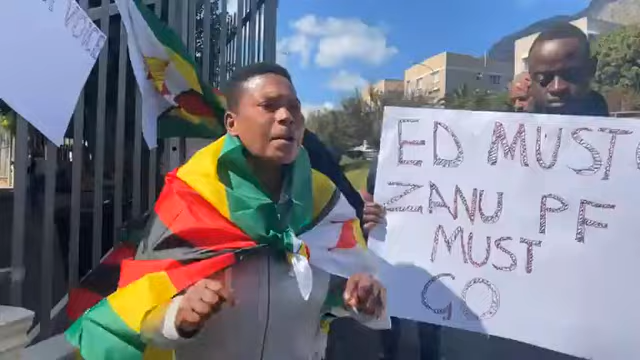 VOICE
ED MUST
ZANU PF
MUST
GO